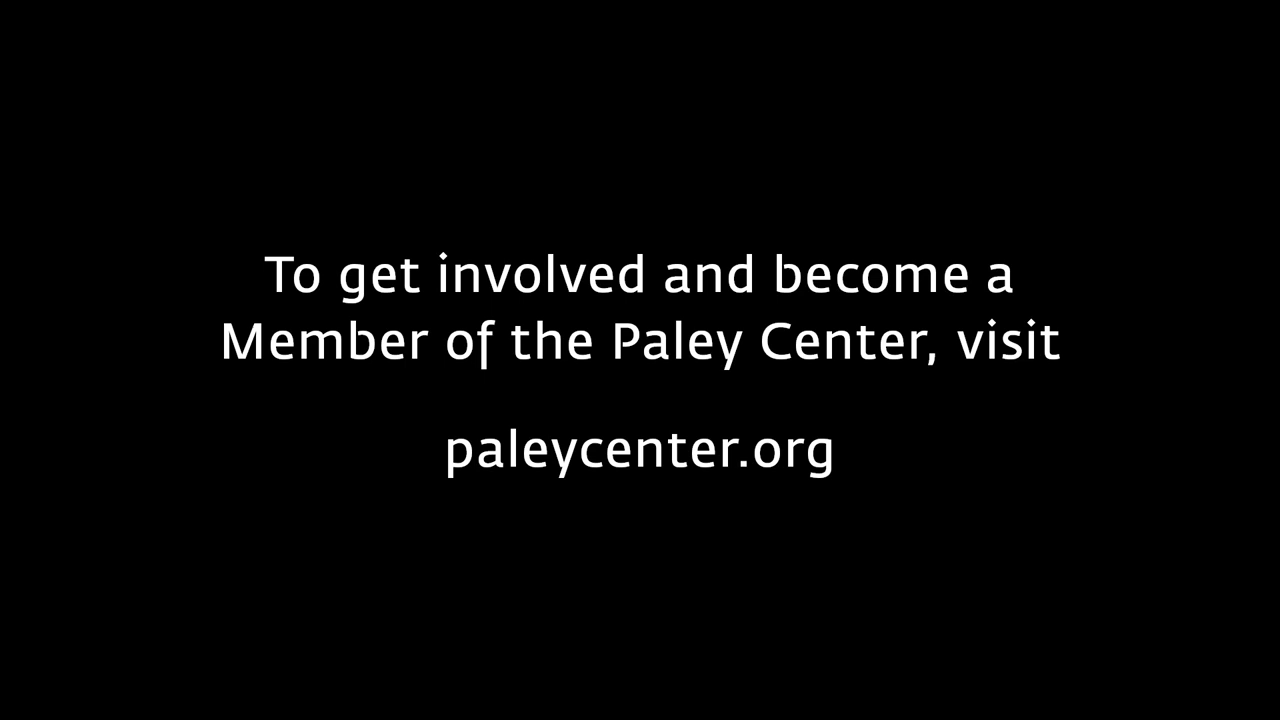 To get involved and become a
Member of the Paley Center, visit
paleycenter.org